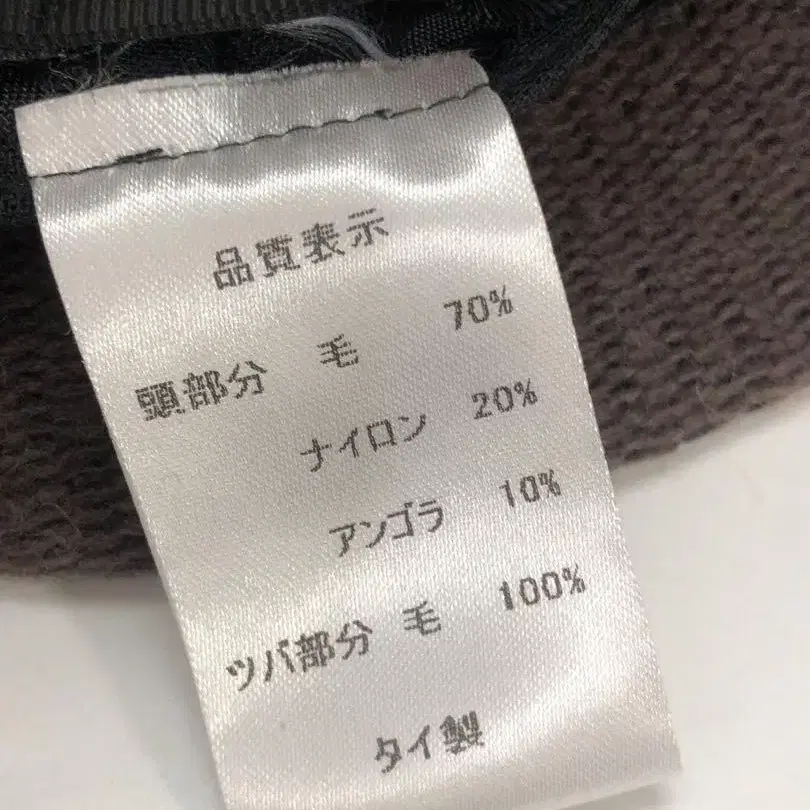 品質表示
頭部分 毛 70%
ナイロン 20%
アンゴラ 10%
ツバ部分 毛 100%
タイ製